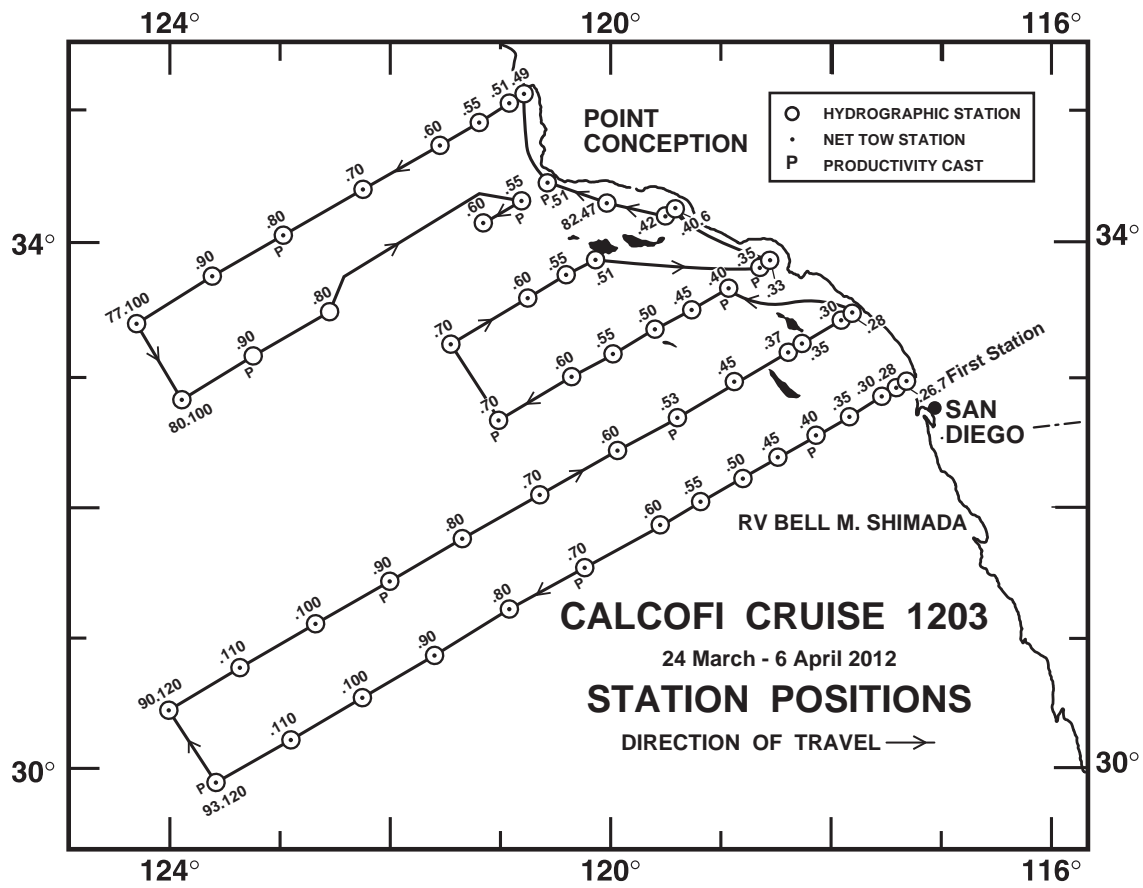 124° 120° 116°
POINT
CONCEPTION
HYDROGRAPHIC STATION
NET TOW STATION
P PRODUCTIVITY CAST
.49
.51
.55
.60
.70
.80
P
.90
77.100
80.100
.90
P
.80
.60
.55
P
P
.51
82.47
.42
.40.6
34° 34°
.35
P
.33
.51
.55
.60
.70
.40
P
.45
.50
.55
.60
.70
P
.30
.28
.35
.37
.45
.53
P
.60
.70
.80
.90
P
.100
.110
90.120
.26.7 First Station
.28
.30
.35
.40
P
.45
.50
.55
.60
.70
P
.80
.90
.100
.110
P
93.120
SAN
DIEGO
RV BELL M. SHIMADA
CALCOFI CRUISE 1203
24 March - 6 April 2012
STATION POSITIONS
DIRECTION OF TRAVEL
30° 30°
124° 120° 116°